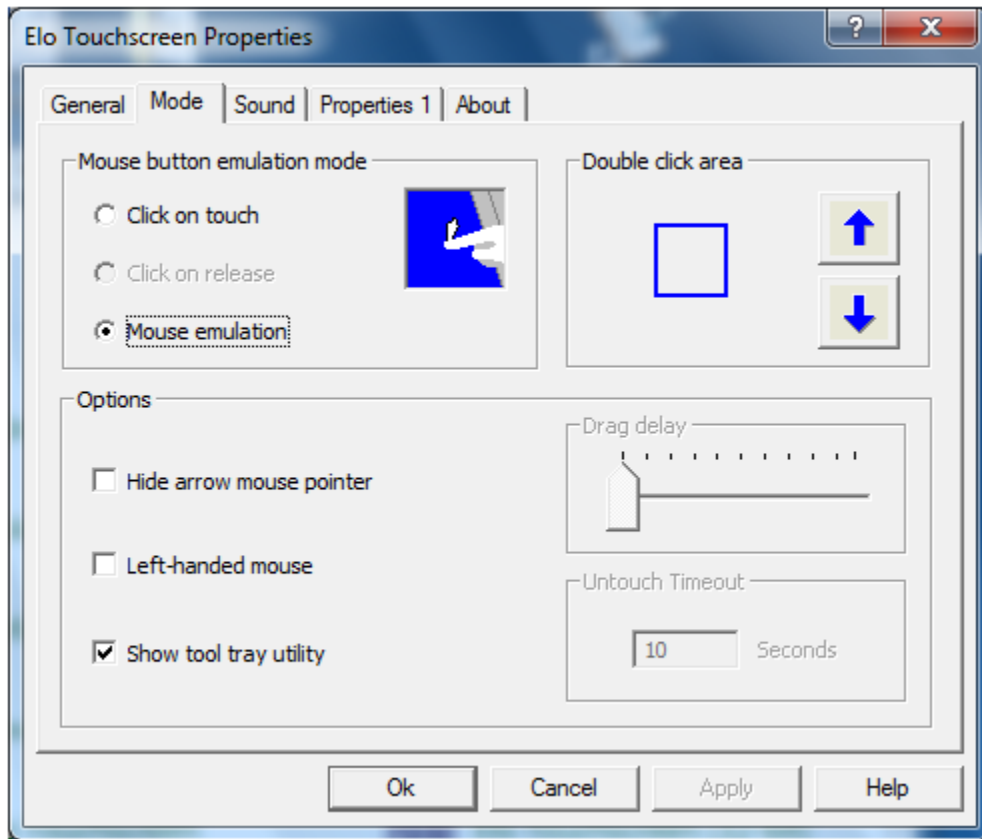 Elo Touchscreen Properties
General Mode Sound Properties 1 About
Mouse button emulation mode
Click on touch
Click on release
Mouse emulation
Double click area
Options
Hide arrow mouse pointer
Left-handed mouse
Show tool tray utility
Drag delay
Untouch Timeout
10 Seconds
Ok Cancel Apply Help